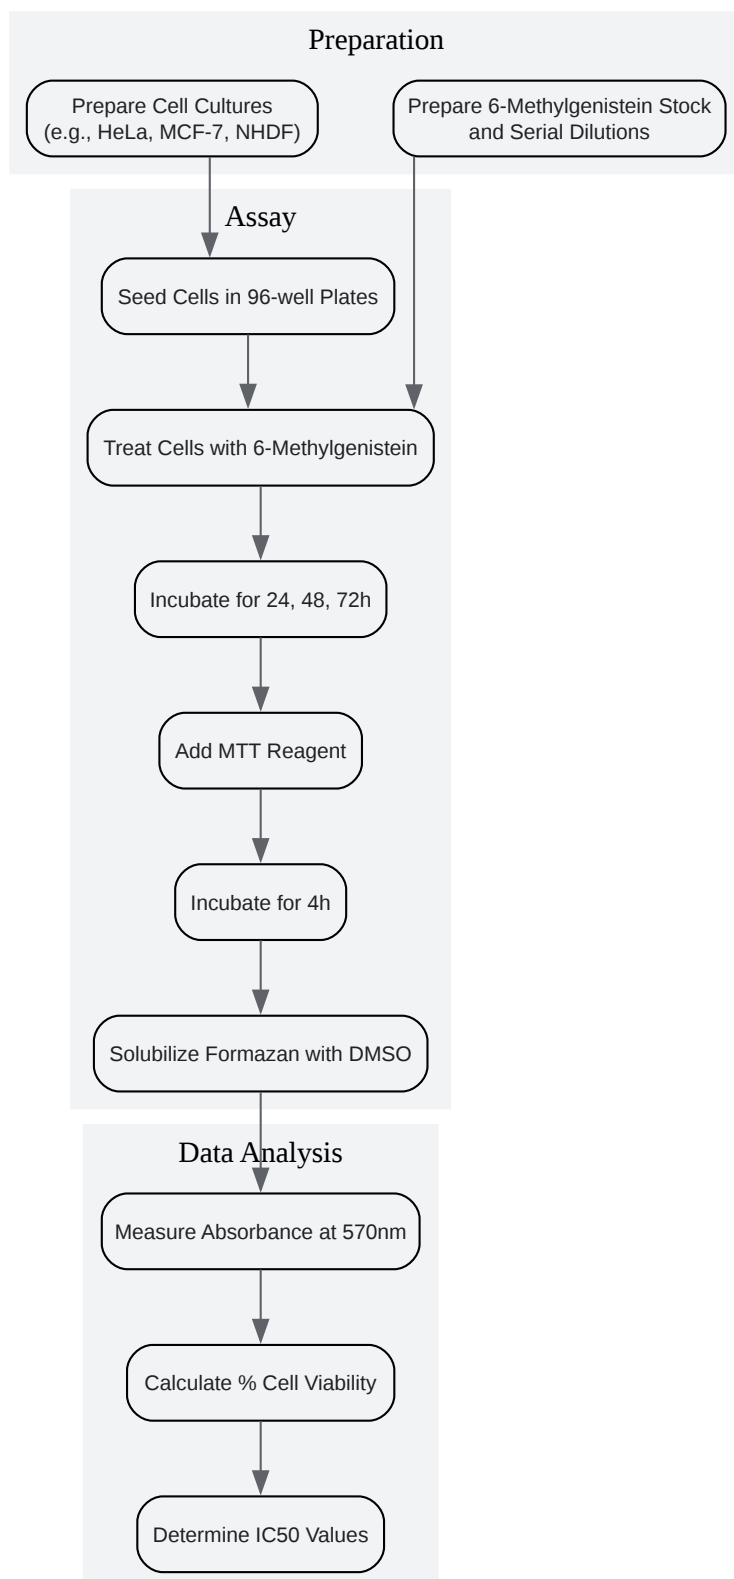 Preparation
Prepare Cell Cultures
(e.g., HeLa, MCF-7, NHDF)
Prepare 6-Methylgenistein Stock
and Serial Dilutions
Assay
Seed Cells in 96-well Plates
Treat Cells with 6-Methylgenistein
Incubate for 24, 48, 72h
Add MTT Reagent
Incubate for 4h
Solubilize Formazan with DMSO
Data Analysis
Measure Absorbance at 570nm
Calculate % Cell Viability
Determine IC50 Values